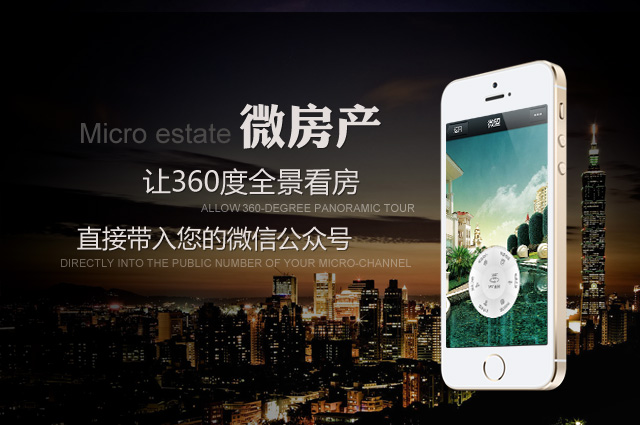 Micro estate 微房产
让360度全景看房
ALLOW 360-DEGREE PANORAMIC TOUR
直接带入您的微信公众号
DIRECTLY INTO THE PUBLIC NUMBER OF YOUR MICRO-CHANNEL